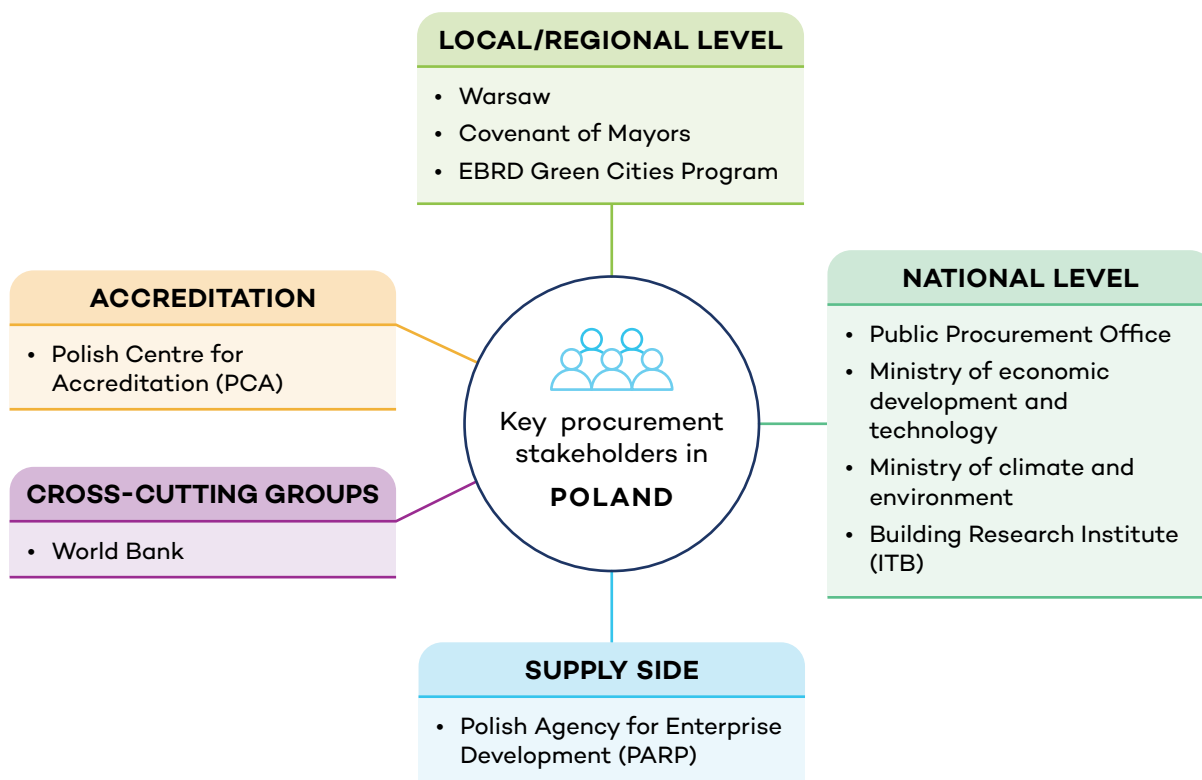 LOCAL/REGIONAL LEVEL
• Warsaw
• Covenant of Mayors
• EBRD Green Cities Program
ACCREDITATION
• Polish Centre for
Accreditation (PCA)
CROSS-CUTTING GROUPS
• World Bank
Key procurement
stakeholders in
POLAND
NATIONAL LEVEL
• Public Procurement Office
• Ministry of economic
development and
technology
• Ministry of climate and
environment
• Building Research Institute
(ITB)
SUPPLY SIDE
• Polish Agency for Enterprise
Development (PARP)